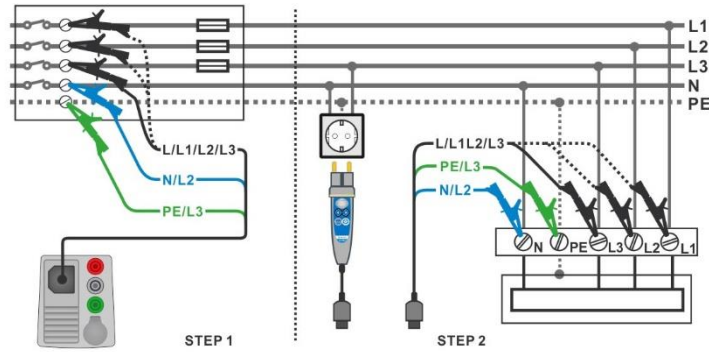 L1
L2
L3
N
PE
L/L1/L2/L3
N/L2
PE/L3
L/L1L2/L3
PE/L3
N/L2
N
PE
L3
L2
L1
STEP 1
STEP 2